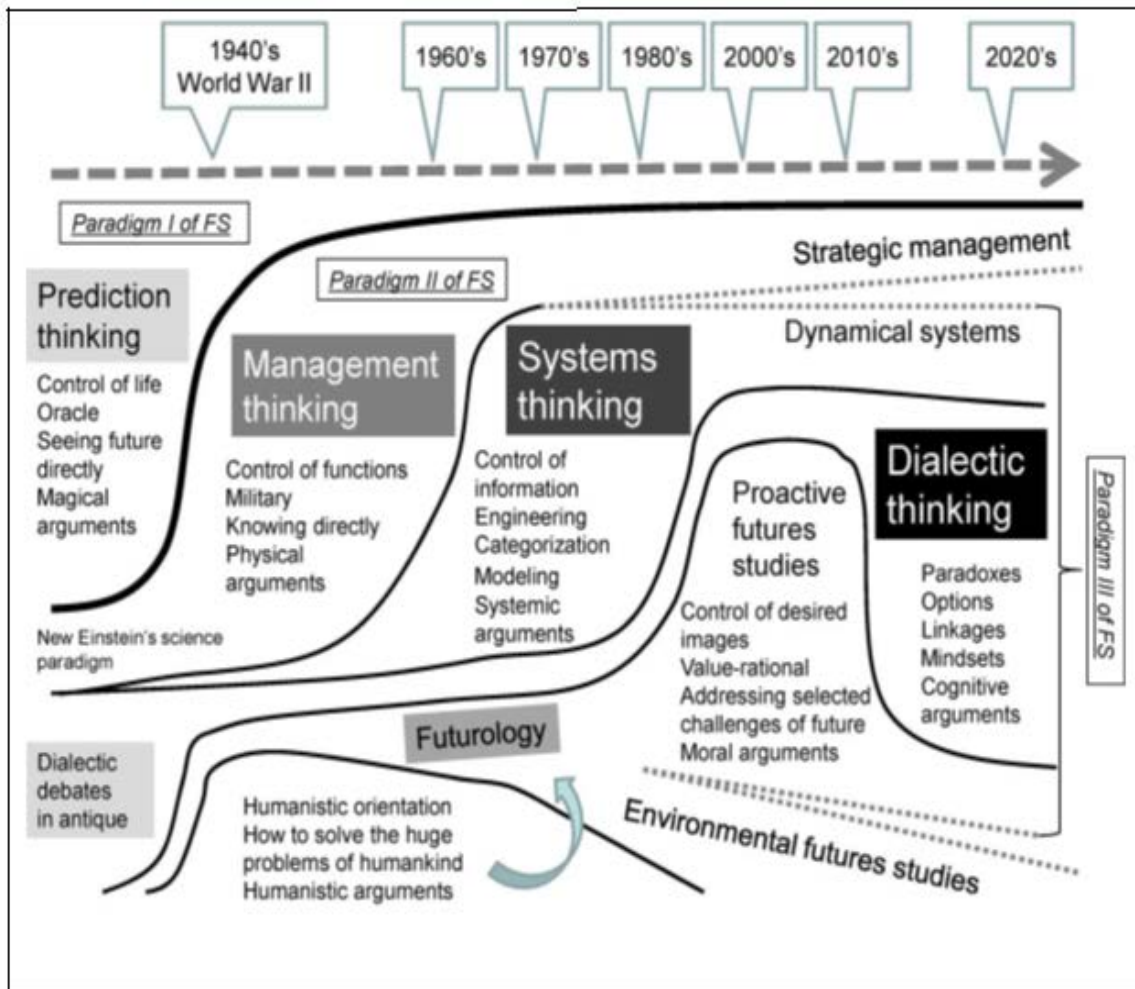 1940's
World War II
1960's
1970's
1980's
2000's
2010's
2020's
Paradigm I of FS
Strategic management
Paradigm II of FS
Prediction
thinking
Control of life
Oracle
Seeing future
directly
Magical
arguments
Management
thinking
Control of functions
Military
Knowing directly
Physical
arguments
Systems
thinking
Control of
information
Engineering
Categorization
Modeling
Systemic
arguments
Dynamical systems
Proactive
futures
studies
Control of desired
images
Value-rational
Addressing selected
challenges of future
Moral arguments
Dialectic
thinking
Paradoxes
Options
Linkages
Mindsets
Cognitive
arguments
Paradigm III of FS
New Einstein's science
paradigm
Dialectic
debates
in antique
Futurology
Humanistic orientation
How to solve the huge
problems of humankind
Humanistic arguments
Environmental futures studies